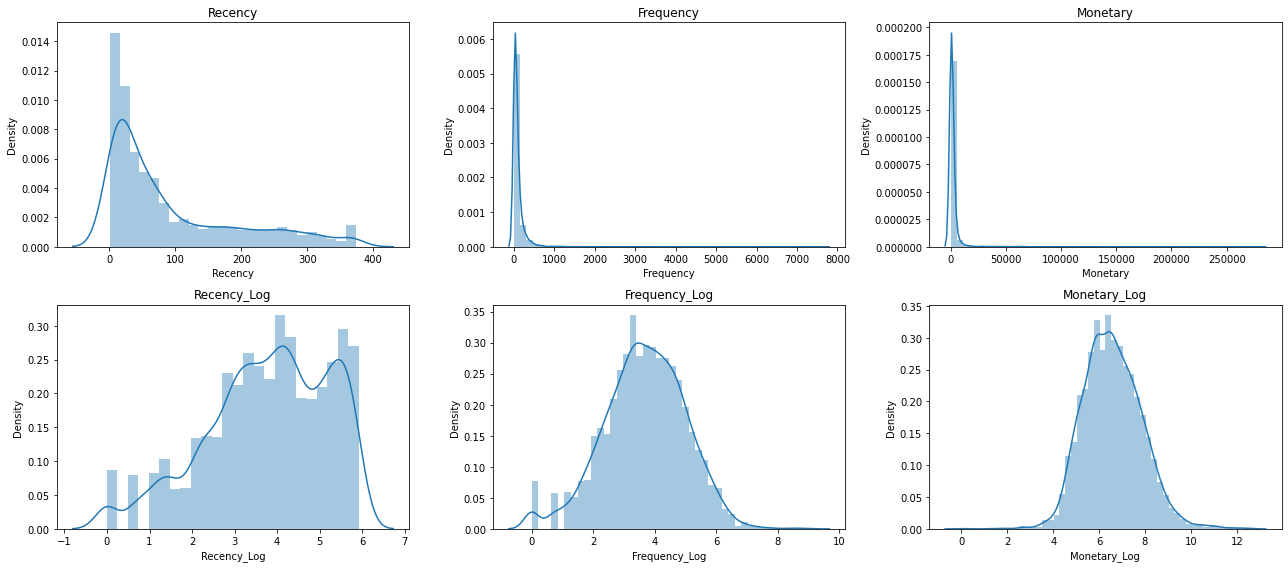 Recency
Frequency
Monetary
0.014
0.012
0.010
0.008
0.006
0.004
0.002
0.000
Density
0 100 200 300 400
Recency
0.006
0.005
0.004
0.003
0.002
0.001
0.000
Density
0 1000 2000 3000 4000 5000 6000 7000 8000
Frequency
0.000200
0.000175
0.000150
0.000125
0.000100
0.000075
0.000050
0.000025
0.000000
Density
0 50000 100000 150000 200000 250000
Monetary
Recency_Log
Frequency_Log
Monetary_Log
0.30
0.25
0.20
0.15
0.10
0.05
0.00
Density
−1 0 1 2 3 4 5 6 7
Recency_Log
0.35
0.30
0.25
0.20
0.15
0.10
0.05
0.00
Density
0 2 4 6 8 10
Frequency_Log
0.35
0.30
0.25
0.20
0.15
0.10
0.05
0.00
Density
0 2 4 6 8 10 12
Monetary_Log